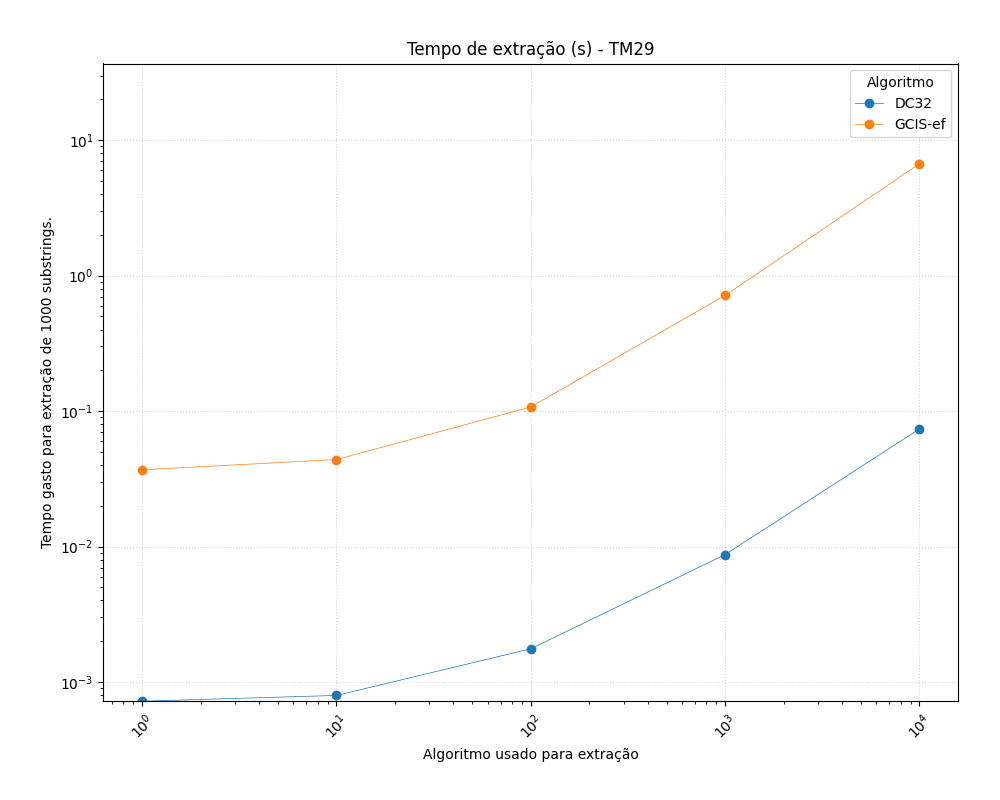 Tempo de extração (s) - TM29
Algoritmo
DC32
GCIS-ef
Tempo gasto para extração de 1000 substrings.
10¹
10⁰
10⁻¹
10⁻²
10⁻³
10⁰ 10¹ 10² 10³ 10⁴
Algoritmo usado para extração